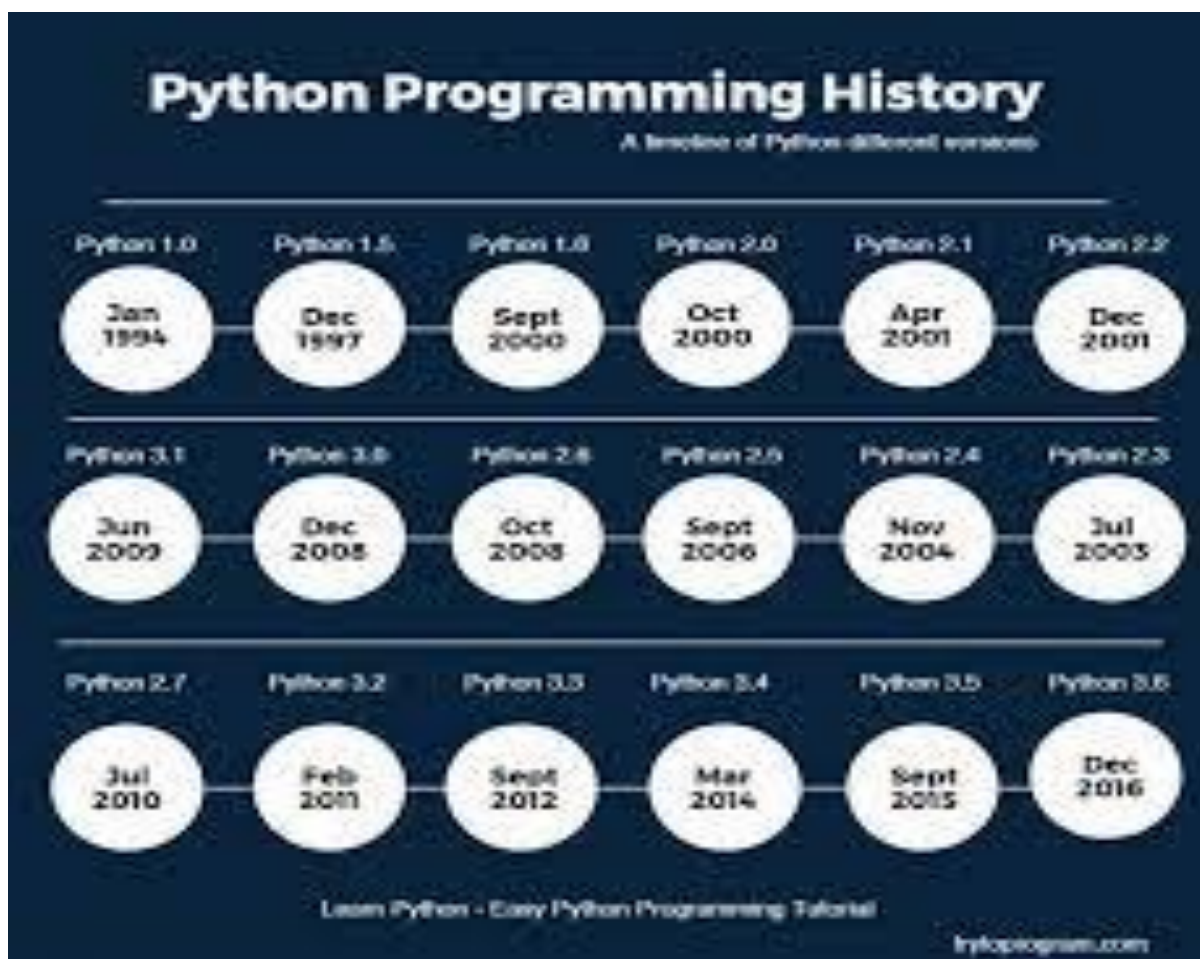 Python Programming History
A timeline of Python different versions
Python 1.0 Python 1.5 Python 1.6 Python 2.0 Python 2.1 Python 2.2
Jan Dec Sept Oct Apr Dec
1994 1997 2000 2000 2001 2001
Python 3.1 Python 3.0 Python 2.6 Python 2.5 Python 2.4 Python 2.3
Jun Dec Oct Sept Nov Jul
2009 2008 2008 2006 2004 2003
Python 2.7 Python 3.2 Python 3.3 Python 3.4 Python 3.5 Python 3.6
Jul Feb Sept Mar Sept Dec
2010 2011 2012 2014 2015 2016
Learn Python - Easy Python Programming Tutorial
trytoprogram.com